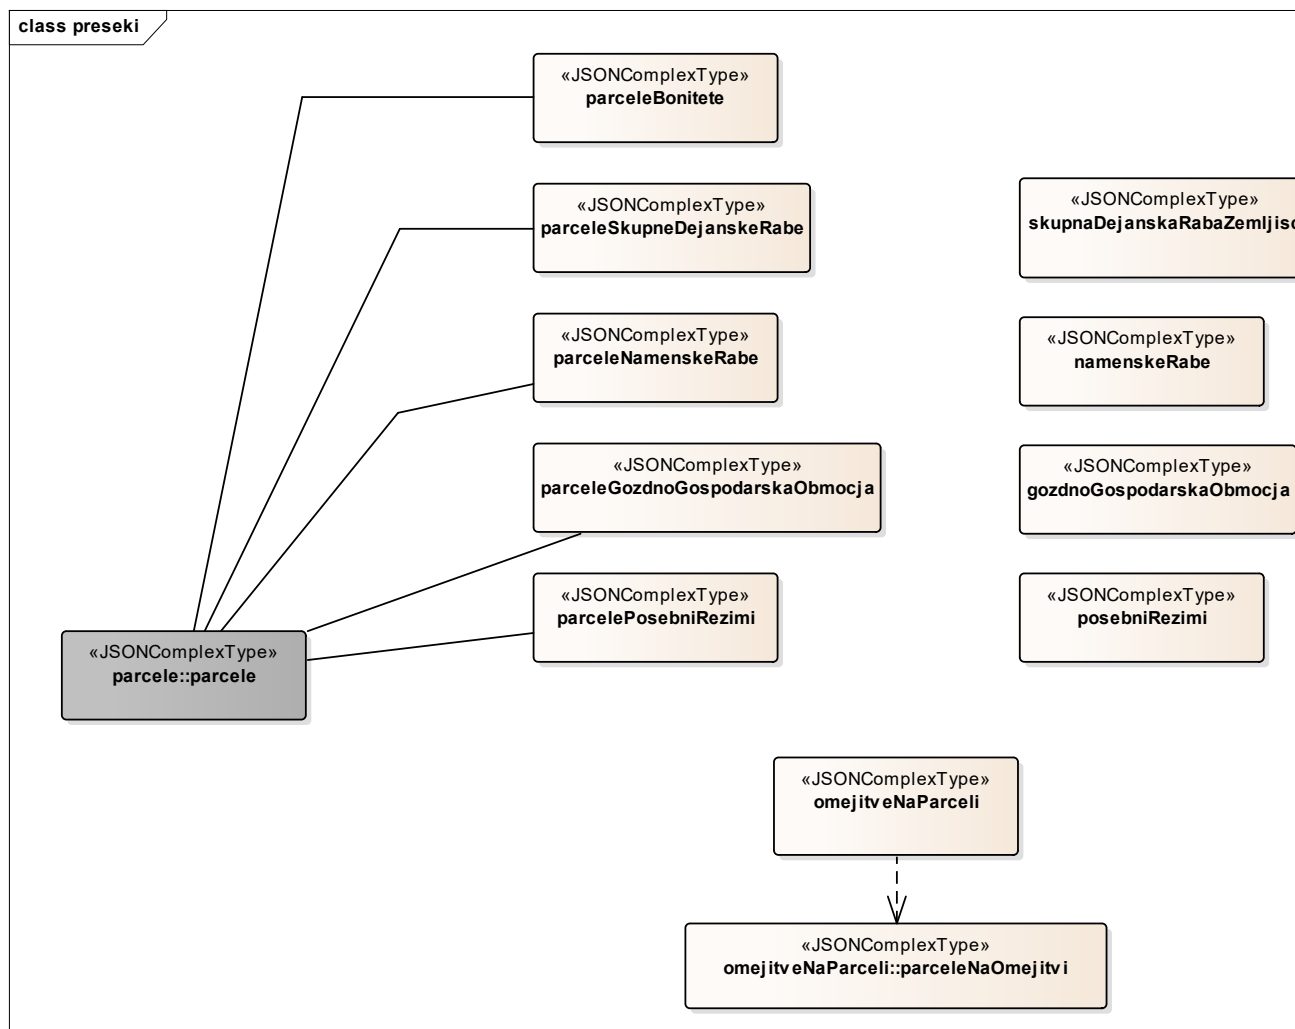 class preseki
«JSONComplexType»
parceleBonitete
«JSONComplexType»
parceleSkupneDejanskeRabe
«JSONComplexType»
skupnaDejanskaRabaZemljisc
«JSONComplexType»
parceleNamenskeRabe
«JSONComplexType»
namenskeRabe
«JSONComplexType»
parceleGozdnoGospodarskaObmocja
«JSONComplexType»
gozdnoGospodarskaObmocja
«JSONComplexType»
parcelePosebniRezimi
«JSONComplexType»
posebniRezimi
«JSONComplexType»
parcele::parcele
«JSONComplexType»
omejitveNaParceli
«JSONComplexType»
omejitveNaParceli::parceleNaOmejitvi